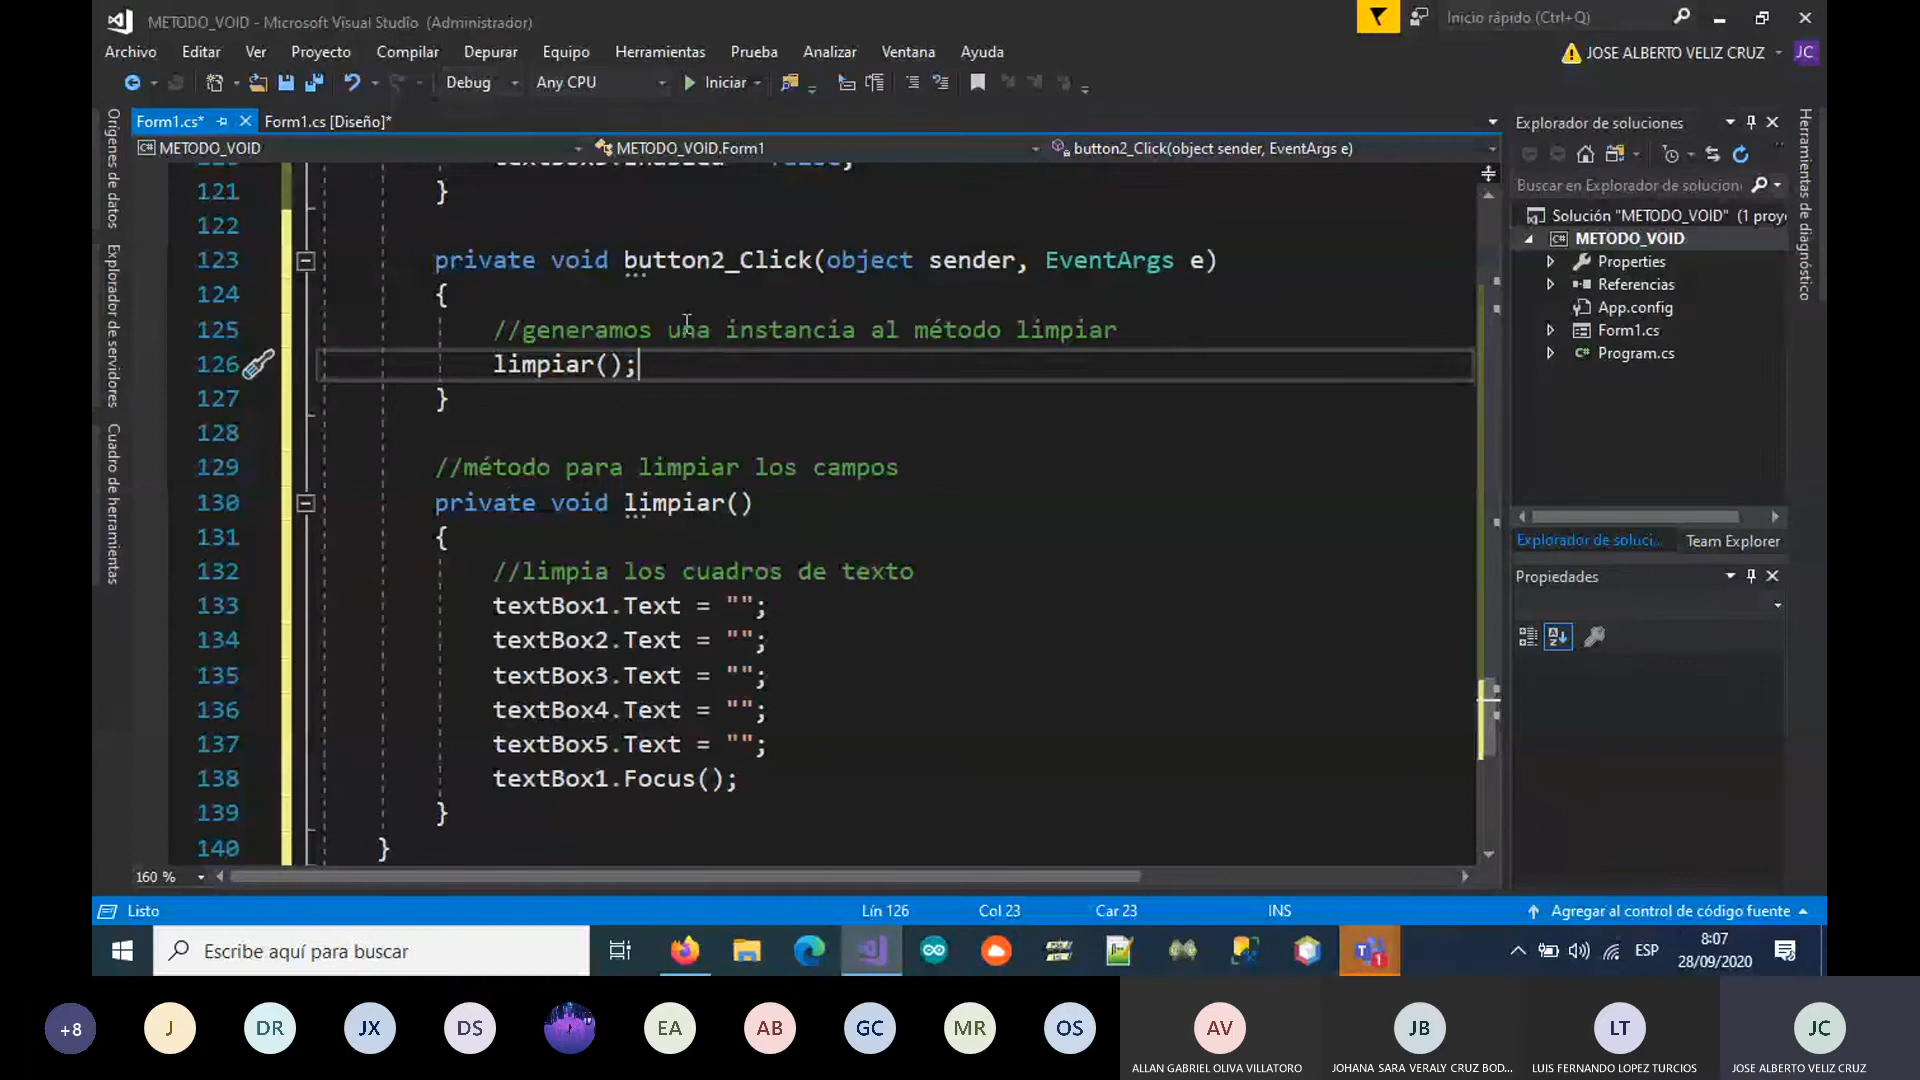 METODO_VOID - Microsoft Visual Studio (Administrador)
Inicio rápido (Ctrl+Q)
Archivo Editar Ver Proyecto Compilar Depurar Equipo Herramientas Prueba Analizar Ventana Ayuda
JOSE ALBERTO VELIZ CRUZ JC
Debug Any CPU Iniciar
Form1.cs* Form1.cs [Diseño]*
METODO_VOID METODO_VOID.Form1 button2_Click(object sender, EventArgs e)
Orígenes de datos
Explorador de servidores
Cuadro de herramientas
121 }
122
123 private void button2_Click(object sender, EventArgs e)
124 {
125 //generamos una instancia al método limpiar
126 limpiar();
127 }
128
129 //método para limpiar los campos
130 private void limpiar()
131 {
132 //limpia los cuadros de texto
133 textBox1.Text = "";
134 textBox2.Text = "";
135 textBox3.Text = "";
136 textBox4.Text = "";
137 textBox5.Text = "";
138 textBox1.Focus();
139 }
140 }
160 %
Explorador de soluciones
Buscar en Explorador de solucion
Solución "METODO_VOID" (1 proye
METODO_VOID
Properties
Referencias
App.config
Form1.cs
Program.cs
Explorador de soluci... Team Explorer
Propiedades
Herramientas de diagnóstico
Listo Lín 126 Col 23 Car 23 INS Agregar al control de código fuente
Escribe aquí para buscar
1
ESP
8:07
28/09/2020
+8 J DR JX DS EA AB GC MR OS AV JB LT JC
ALLAN GABRIEL OLIVA VILLATORO JOHANA SARA VERALY CRUZ BOD... LUIS FERNANDO LOPEZ TURCIOS JOSE ALBERTO VELIZ CRUZ